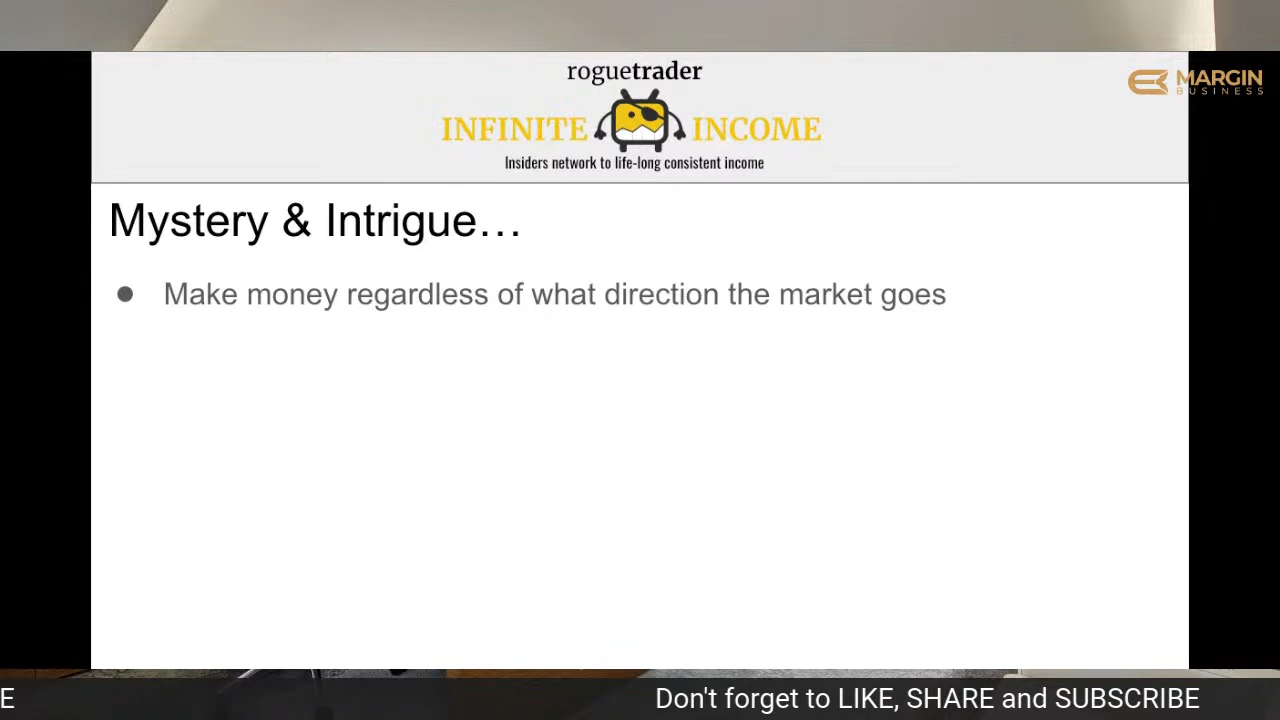 roguetrader
MARGIN
BUSINESS
INFINITE INCOME
Insiders network to life-long consistent income
Mystery & Intrigue…
● Make money regardless of what direction the market goes
E Don't forget to LIKE, SHARE and SUBSCRIBE